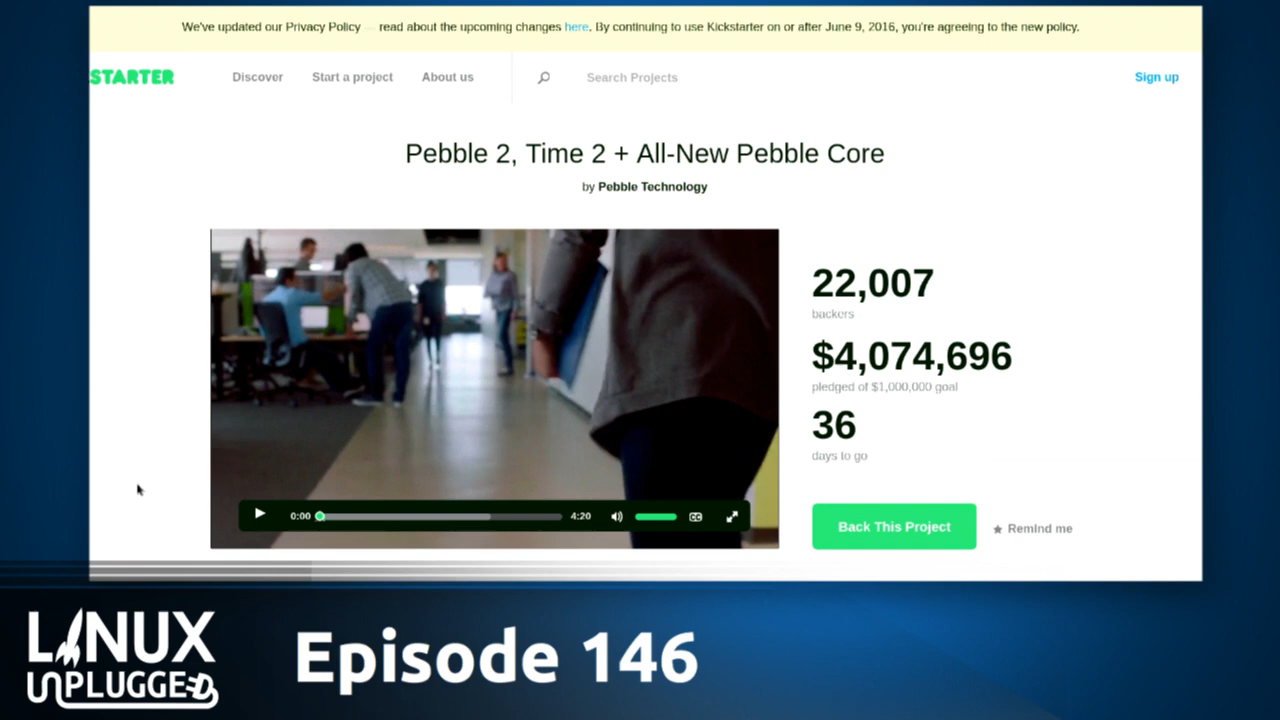 We've updated our Privacy Policy — read about the upcoming changes here. By continuing to use Kickstarter on or after June 9, 2016, you're agreeing to the new policy.
STARTER Discover Start a project About us Search Projects Sign up
Pebble 2, Time 2 + All-New Pebble Core
by Pebble Technology
22,007
backers
$4,074,696
pledged of $1,000,000 goal
36
days to go
0:00 4:20 CC
Back This Project Remind me
LINUX
UNPLUGGED
Episode 146